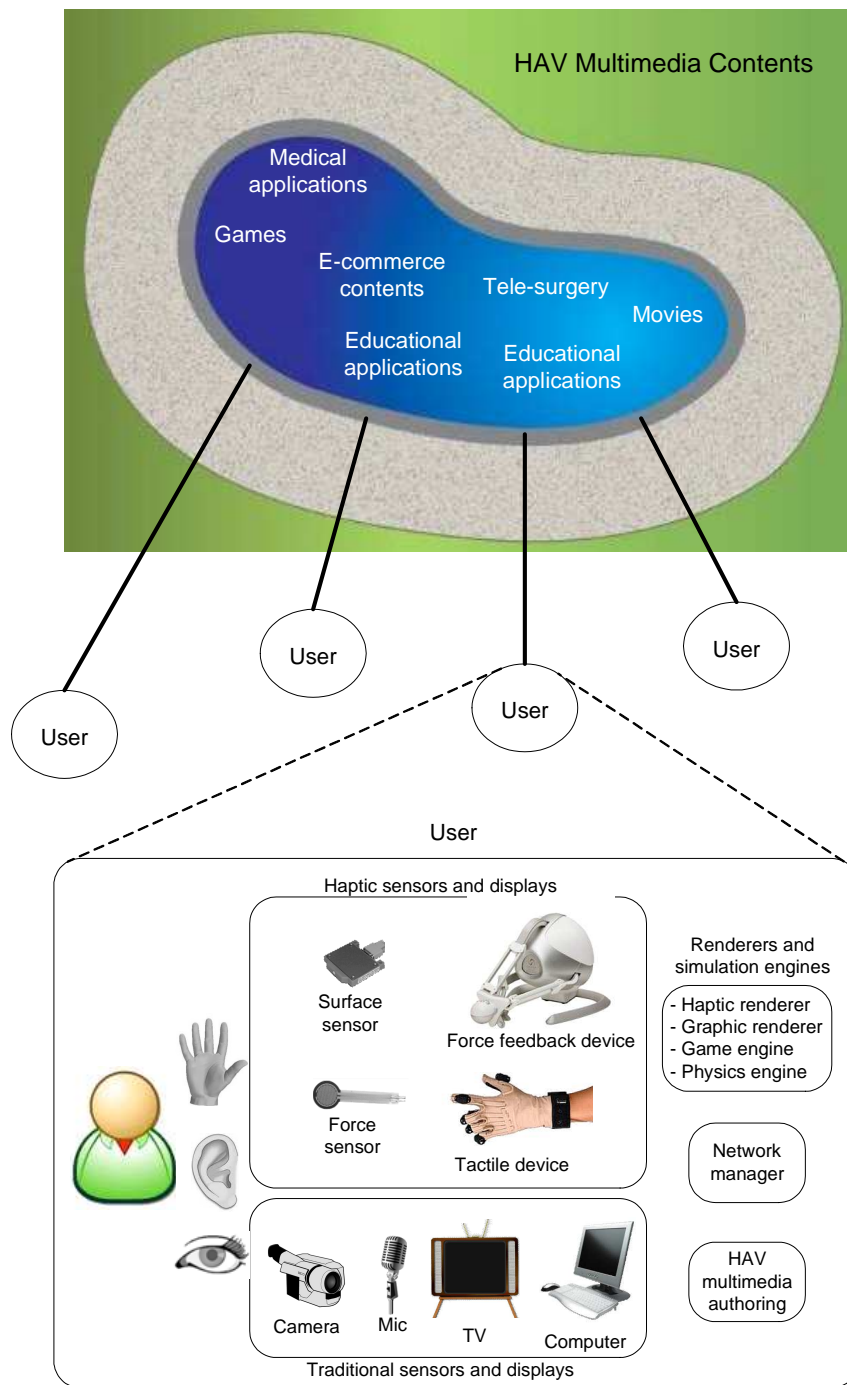 HAV Multimedia Contents
Medical
applications
Games
E-commerce
contents
Tele-surgery
Movies
Educational
applications
Educational
applications
User
User
User
User
User
Haptic sensors and displays
Surface
sensor
Force feedback device
Force
sensor
Tactile device
Renderers and
simulation engines
- Haptic renderer
- Graphic renderer
- Game engine
- Physics engine
Network
manager
HAV
multimedia
authoring
Camera
Mic
TV
Computer
Traditional sensors and displays